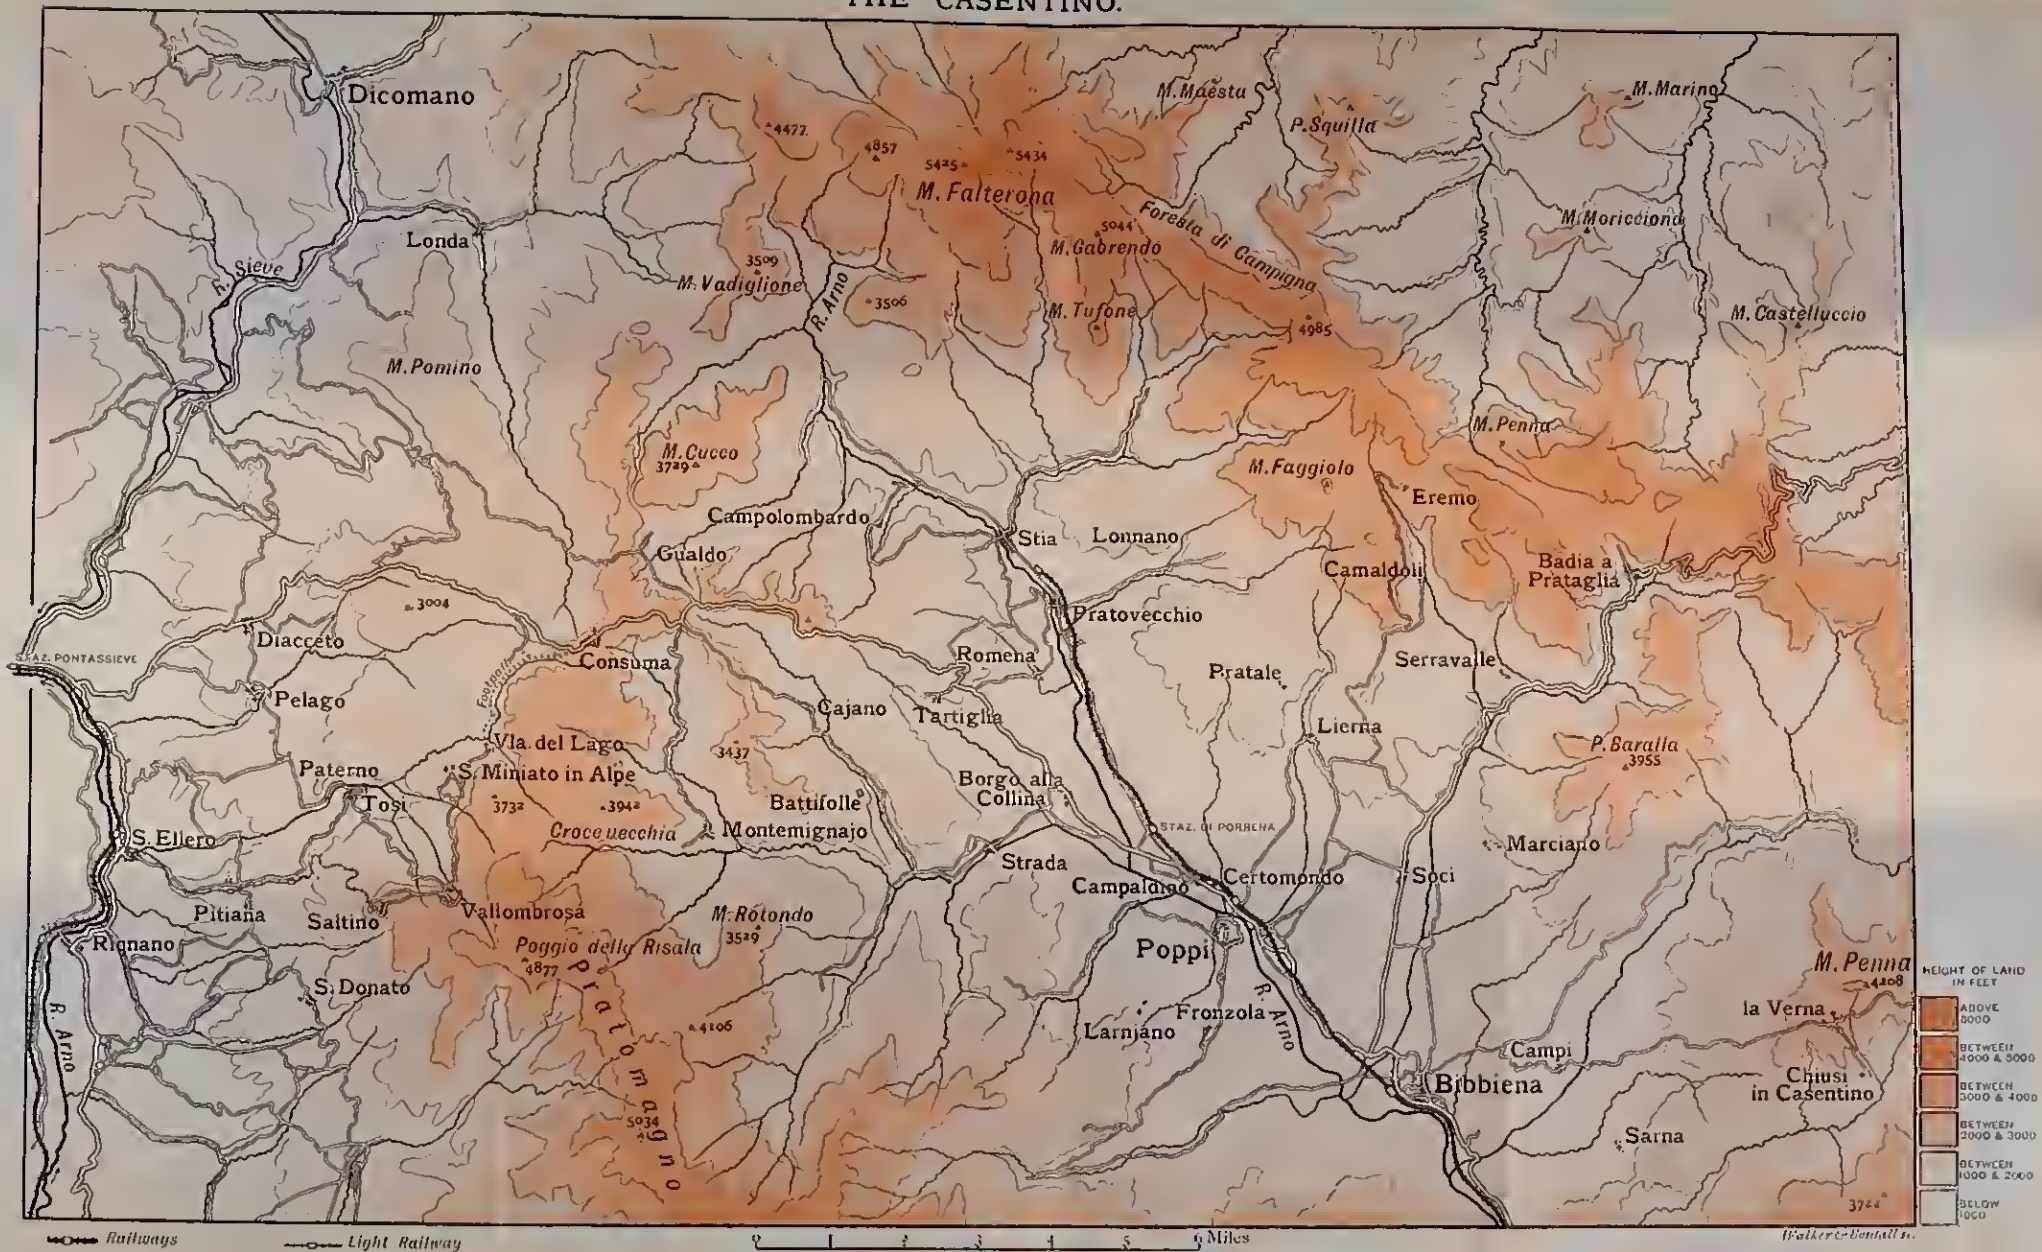 THE CASENTINO.
Dicomano
M. Maesta
M. Marino
P. Squilla
4477
4857
5425
5434
M. Falterona
Foresta di Campigna
M. Moricciona
Londa
5044
M. Gabrendo
R. Sieve
3509
M. Vadiglione
R. Arno
3506
M. Tufone
4985
M. Castelluccio
M. Pomino
M. Penna
M. Cucco
3729
M. Faggiolo
Eremo
Campolombardo
Stia
Lonnano
Gualdo
Camaldoli
Badia a
Prataglia
3004
Pratovecchio
Diacceto
STAZ. PONTASSIEVE
Consuma
Romena
Serravalle
Footpath
Pratale
Pelago
Cajano
Tartiglia
Lierna
Vla. del Lago
3437
P. Baralla
3955
Paterno
S. Miniato in Alpe
Borgo alla
Collina
Tosi
3732
3942
Battifolle
Croce vecchia
Montemignajo
STAZ. DI PORRENA
S. Ellero
Strada
Marciano
Campaldino
Certomondo
Soci
Pitiana
Saltino
Vallombrosa
M. Rotondo
3529
Rignano
Poggio della Risala
4877
Poppi
M. Penna
4208
S. Donato
Pratomagno
R. Arno
4106
Larniano
Fronzola
R. Arno
la Verna
Campi
Bibbiena
Chiusi
in Casentino
5034
Sarna
3722
HEIGHT OF LAND
IN FEET
ABOVE
5000
BETWEEN
4000 & 5000
BETWEEN
3000 & 4000
BETWEEN
2000 & 3000
BETWEEN
1000 & 2000
BELOW
1000
Railways
Light Railway
0 1 2 3 4 5 6 Miles
Walker & Boutall sc.